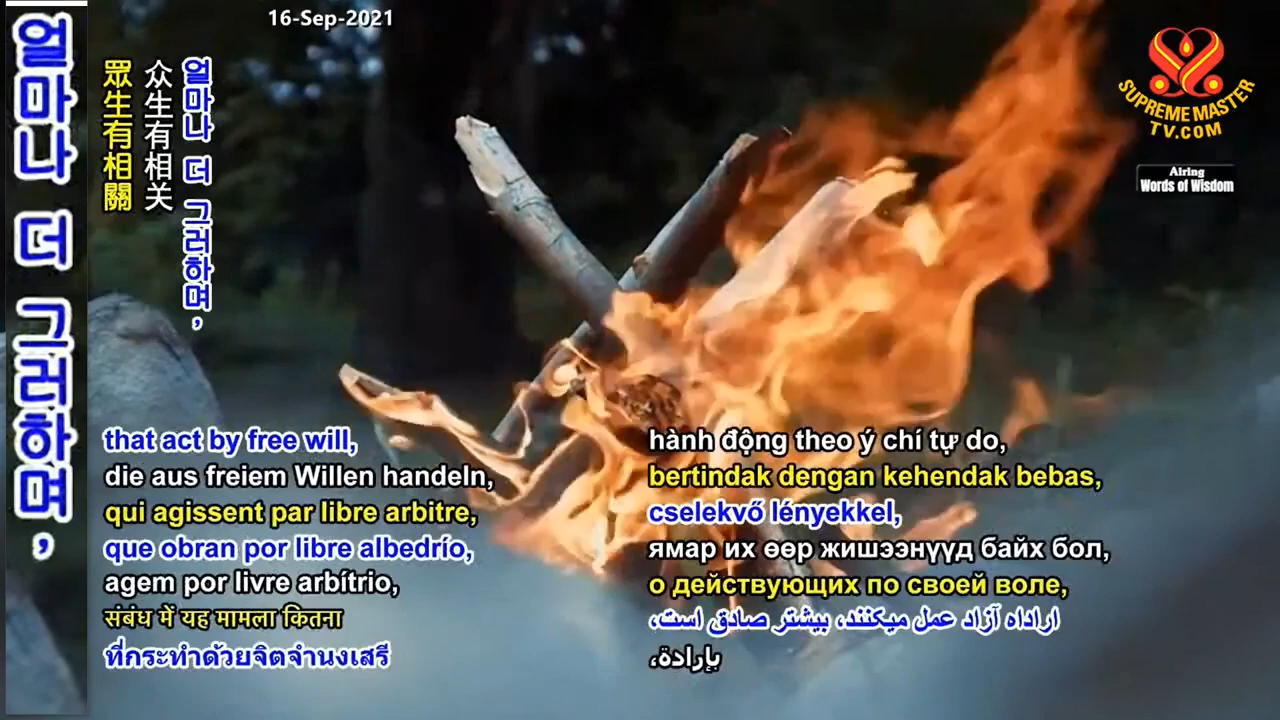 16-Sep-2021
얼마나 더 그러하며,
眾生有相關
众生有相关
얼마나 더 그러하며,
SUPREME MASTER
TV.COM
Airing
Words of Wisdom
that act by free will,
die aus freiem Willen handeln,
qui agissent par libre arbitre,
que obran por libre albedrío,
agem por livre arbítrio,
संबंध में यह मामला कितना
ที่กระทำด้วยจิตจำนงเสรี
hành động theo ý chí tự do,
bertindak dengan kehendak bebas,
cselekvő lényekkel,
ямар их өөр жишээнүүд байх бол,
о действующих по своей воле,
اراداه آزاد عمل میکنند، بیشتر صادق است،
بإرادة،